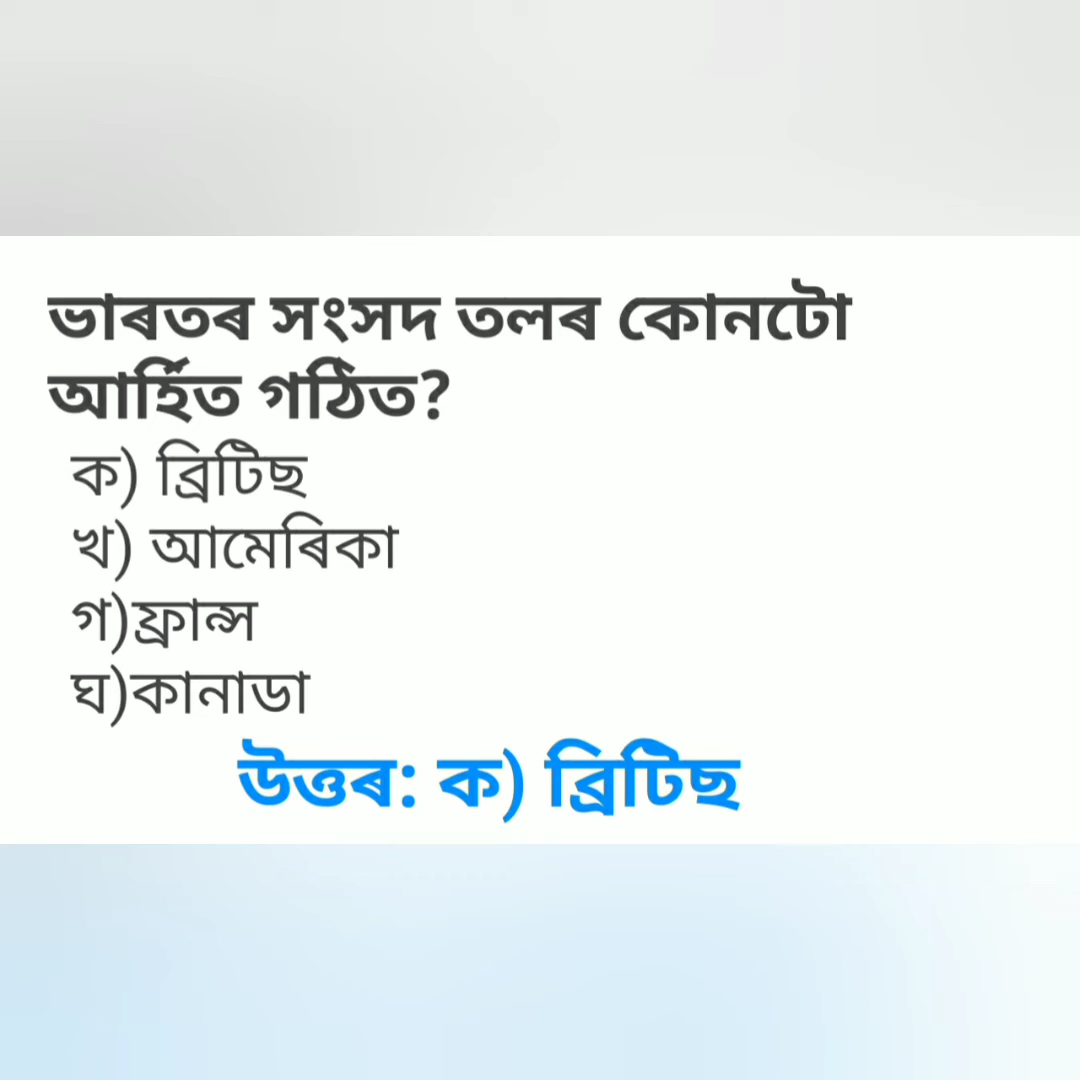 ভাৰতৰ সংসদ তলৰ কোনটো
আৰ্হিত গঠিত?
ক) ব্ৰিটিছ
খ) আমেৰিকা
গ)ফ্ৰান্স
ঘ)কানাডা
উত্তৰ: ক) ব্ৰিটিছ